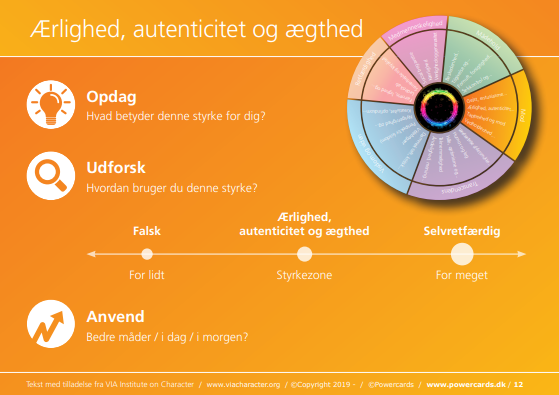 Ærlighed, autenticitet og ægthed
Opdag
Hvad betyder denne styrke for dig?
Udforsk
Hvordan bruger du denne styrke?
Falsk
Ærlighed,
autenticitet og ægthed
Selvretfærdig
For lidt
Styrkezone
For meget
Anvend
Bedre måder / i dag / i morgen?
Tekst med tilladelse fra VIA Institute on Character / www.viacharacter.org / ©Copyright 2019 - / ©Powercards / www.powercards.dk / 12